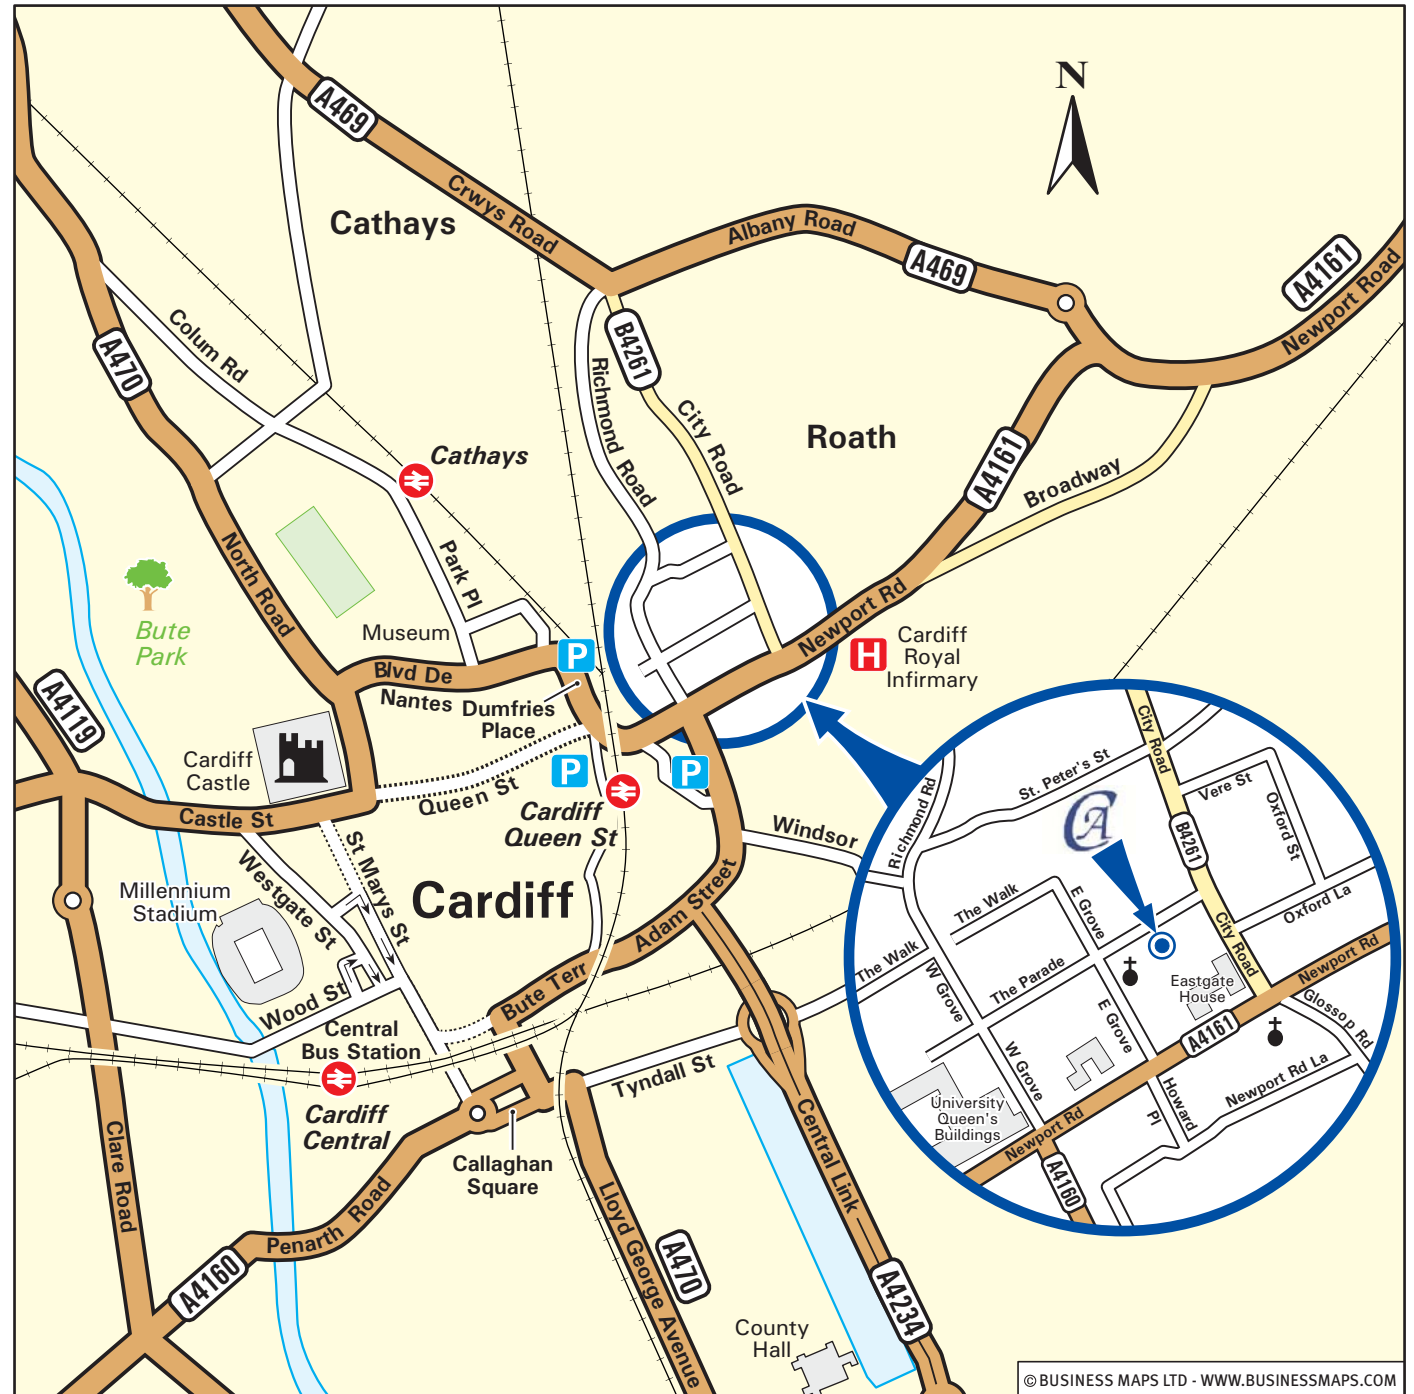 N
A469
Crwys Road
Cathays
Albany Road
A469
A4161
Newport Road
Colum Rd
A470
B4261
Richmond Road
City Road
Roath
Cathays
A4161
Broadway
North Road
Park Pl
Bute
Park
Museum
Blvd De
Nantes
P
Dumfries
Place
Newport Rd
H
Cardiff
Royal
Infirmary
A4119
Cardiff
Castle
Castle St
Queen St
P
P
Cardiff
Queen St
Windsor
St Marys St
Westgate St
Millennium
Stadium
Cardiff
Adam Street
Bute Terr
Wood St
Central
Bus Station
Cardiff
Central
Tyndall St
Callaghan
Square
Clare Road
Penarth Road
A4160
Lloyd George Avenue
A470
Central Link
A4234
County
Hall
City Road
St. Peter's St
Richmond Rd
CA
Vere St
Oxford St
B4261
The Walk
E Grove
Oxford La
City Road
The Walk
W Grove
The Parade
Eastgate
House
Newport Rd
Glossop Rd
E Grove
A4161
W Grove
University
Queen's
Buildings
Newport Rd
Howard
Pl
Newport Rd La
A4160
© BUSINESS MAPS LTD - WWW.BUSINESSMAPS.COM